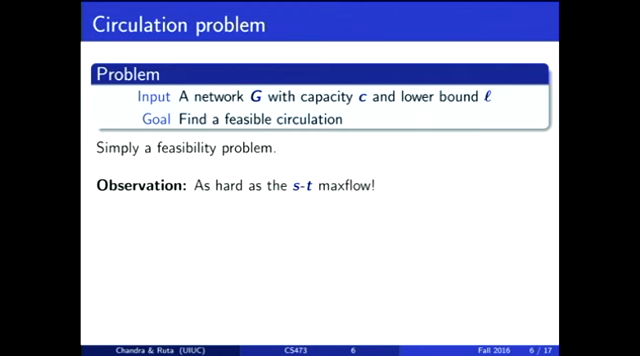 Circulation problem
Problem
Input A network G with capacity c and lower bound ℓ
Goal Find a feasible circulation
Simply a feasibility problem.
Observation: As hard as the s-t maxflow!
Chandra & Ruta (UIUC) CS473 6 Fall 2016 6 / 17